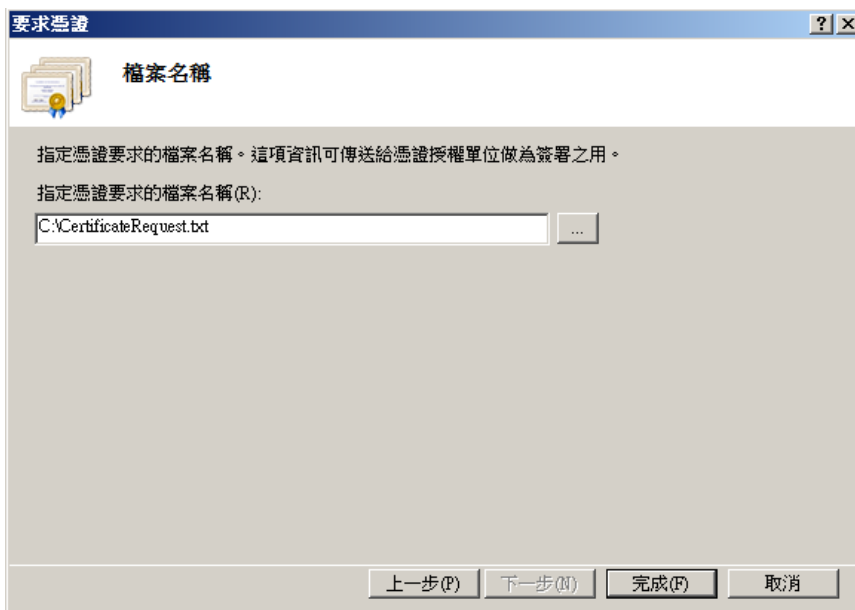 要求憑證
檔案名稱
指定憑證要求的檔案名稱。這項資訊可傳送給憑證授權單位做為簽署之用。
指定憑證要求的檔案名稱(R):
C:\CertificateRequest.txt
...
上一步(P) 下一步(N) 完成(F) 取消